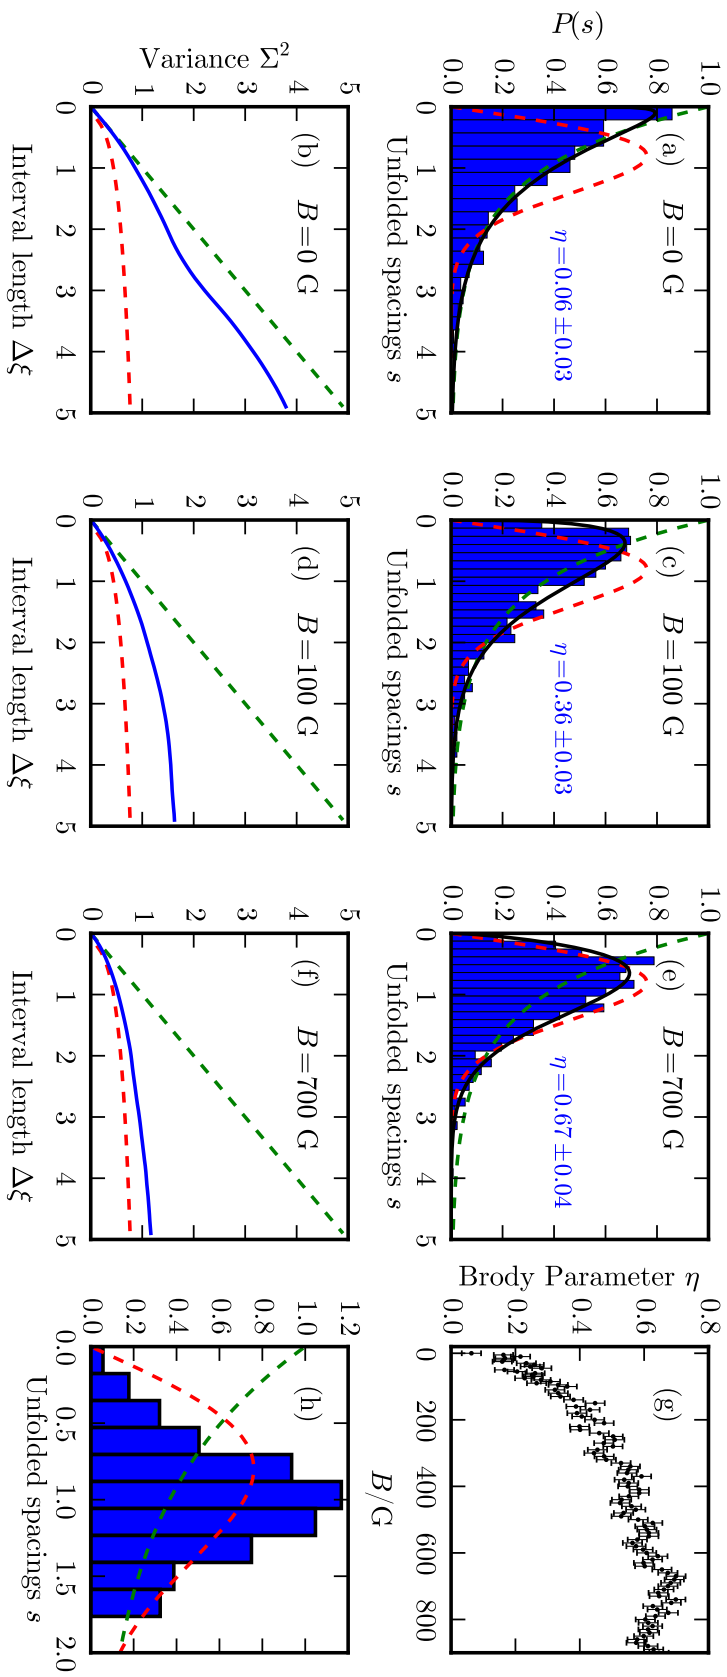 P(s)
1.0
0.8
0.6
0.4
0.2
0.0
(a)
B=0 G
η=0.06±0.03
0 1 2 3 4 5
Unfolded spacings s
1.0
0.8
0.6
0.4
0.2
0.0
(c)
B=100 G
η=0.36±0.03
0 1 2 3 4 5
Unfolded spacings s
1.0
0.8
0.6
0.4
0.2
0.0
(e)
B=700 G
η=0.67±0.04
0 1 2 3 4 5
Unfolded spacings s
Brody Parameter η
0.8
0.6
0.4
0.2
0.0
(g)
0 200 400 600 800
B/G
Variance Σ²
5
4
3
2
1
0
(b)
B=0 G
0 1 2 3 4 5
Interval length Δξ
5
4
3
2
1
0
(d)
B=100 G
0 1 2 3 4 5
Interval length Δξ
5
4
3
2
1
0
(f)
B=700 G
0 1 2 3 4 5
Interval length Δξ
1.2
1.0
0.8
0.6
0.4
0.2
0.0
(h)
0.0 0.5 1.0 1.5 2.0
Unfolded spacings s